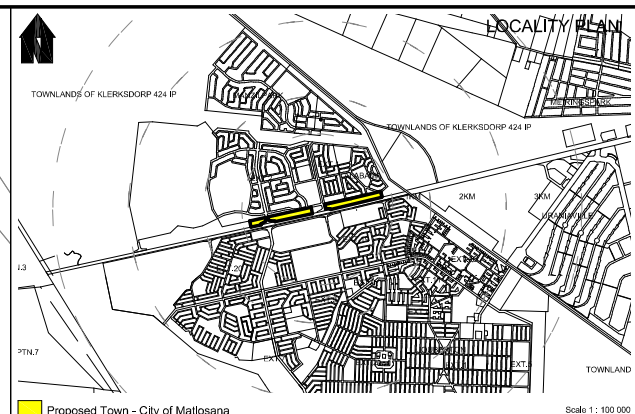 LOCALITY PLAN
TOWNLANDS OF KLERKSDORP 424 IP
MEIRINGSPARK
TOWNLANDS OF KLERKSDORP 424 IP
2KM
3KM
URANIAVILLE
PTN.7
EXT.
EXT.
TOWNLAND
Proposed Town - City of Matlosana
Scale 1 : 100 000